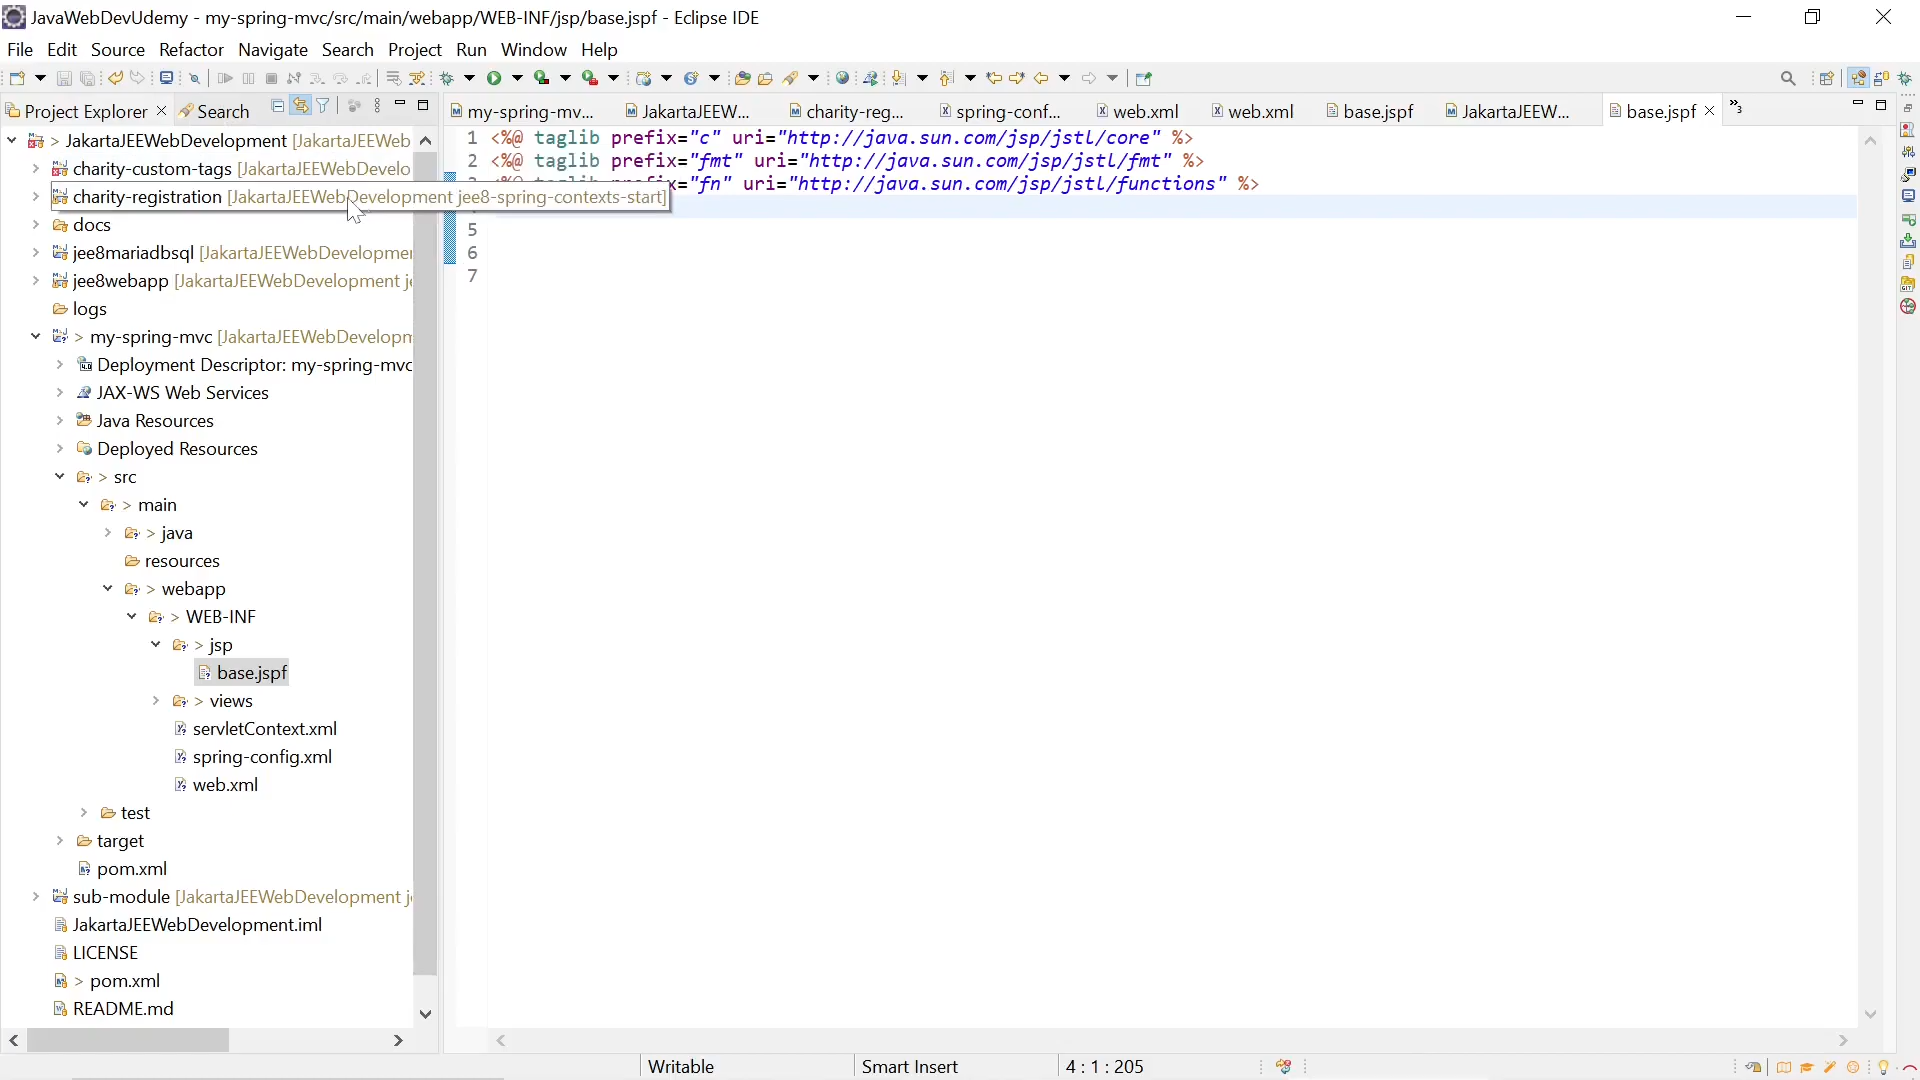 JavaWebDevUdemy - my-spring-mvc/src/main/webapp/WEB-INF/jsp/base.jspf - Eclipse IDE
File Edit Source Refactor Navigate Search Project Run Window Help
Project Explorer Search
my-spring-mv... JakartaJEEW... charity-reg... spring-conf... web.xml web.xml base.jspf JakartaJEEW... base.jspf »3
> JakartaJEEWebDevelopment [JakartaJEEWeb
charity-custom-tags [JakartaJEEWebDevelo
charity-registration [JakartaJEEWebDevelopment jee8-spring-contexts-start]
docs
jee8mariadbsql [JakartaJEEWebDevelopmer
jee8webapp [JakartaJEEWebDevelopment je
logs
> my-spring-mvc [JakartaJEEWebDevelopm
Deployment Descriptor: my-spring-mvc
JAX-WS Web Services
Java Resources
Deployed Resources
> src
> main
> java
resources
> webapp
> WEB-INF
> jsp
base.jspf
> views
servletContext.xml
spring-config.xml
web.xml
test
target
pom.xml
sub-module [JakartaJEEWebDevelopment je
JakartaJEEWebDevelopment.iml
LICENSE
> pom.xml
README.md
1 <%@ taglib prefix="c" uri="http://java.sun.com/jsp/jstl/core" %>
2 <%@ taglib prefix="fmt" uri="http://java.sun.com/jsp/jstl/fmt" %>
="fn" uri="http://java.sun.com/jsp/jstl/functions" %>
5
6
7
Writable Smart Insert 4 : 1 : 205